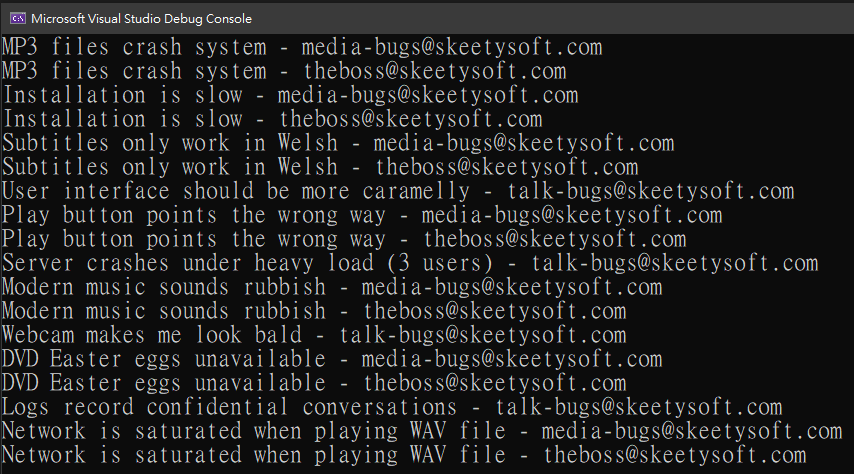 Microsoft Visual Studio Debug Console
MP3 files crash system - media-bugs@skeetysoft.com
MP3 files crash system - theboss@skeetysoft.com
Installation is slow - media-bugs@skeetysoft.com
Installation is slow - theboss@skeetysoft.com
Subtitles only work in Welsh - media-bugs@skeetysoft.com
Subtitles only work in Welsh - theboss@skeetysoft.com
User interface should be more caramelly - talk-bugs@skeetysoft.com
Play button points the wrong way - media-bugs@skeetysoft.com
Play button points the wrong way - theboss@skeetysoft.com
Server crashes under heavy load (3 users) - talk-bugs@skeetysoft.com
Modern music sounds rubbish - media-bugs@skeetysoft.com
Modern music sounds rubbish - theboss@skeetysoft.com
Webcam makes me look bald - talk-bugs@skeetysoft.com
DVD Easter eggs unavailable - media-bugs@skeetysoft.com
DVD Easter eggs unavailable - theboss@skeetysoft.com
Logs record confidential conversations - talk-bugs@skeetysoft.com
Network is saturated when playing WAV file - media-bugs@skeetysoft.com
Network is saturated when playing WAV file - theboss@skeetysoft.com